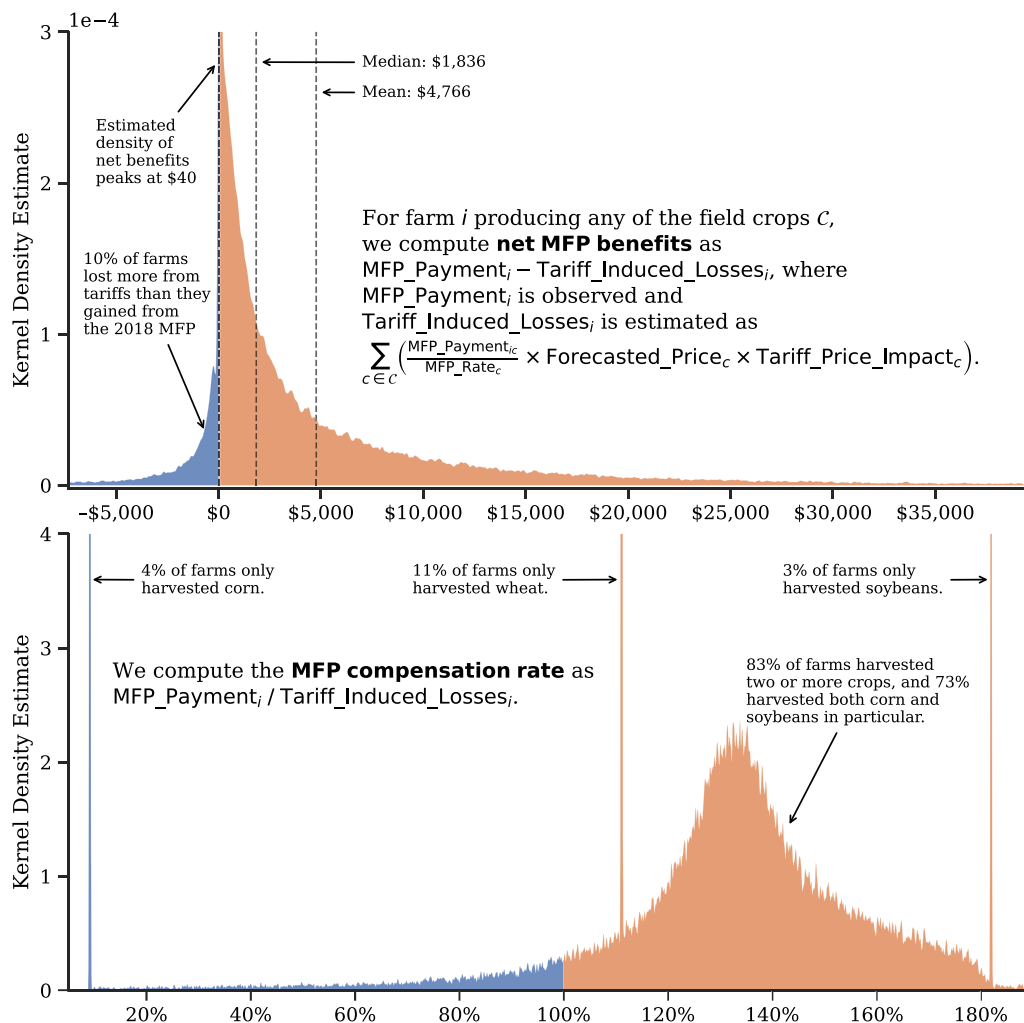 1e−4
3
2
1
0
Kernel Density Estimate
Median: $1,836
Mean: $4,766
Estimated
density of
net benefits
peaks at $40
10% of farms
lost more from
tariffs than they
gained from
the 2018 MFP
For farm i producing any of the field crops 𝒞,
we compute net MFP benefits as
MFP_Paymentᵢ − Tariff_Induced_Lossesᵢ, where
MFP_Paymentᵢ is observed and
Tariff_Induced_Lossesᵢ is estimated as
∑_{c ∈ 𝒞} (MFP_Payment_{ic} / MFP_Rate_c × Forecasted_Price_c × Tariff_Price_Impact_c).
–$5,000 $0 $5,000 $10,000 $15,000 $20,000 $25,000 $30,000 $35,000
4
3
2
1
0
Kernel Density Estimate
4% of farms only
harvested corn.
11% of farms only
harvested wheat.
3% of farms only
harvested soybeans.
We compute the MFP compensation rate as
MFP_Paymentᵢ / Tariff_Induced_Lossesᵢ.
83% of farms harvested
two or more crops, and 73%
harvested both corn and
soybeans in particular.
20% 40% 60% 80% 100% 120% 140% 160% 180%